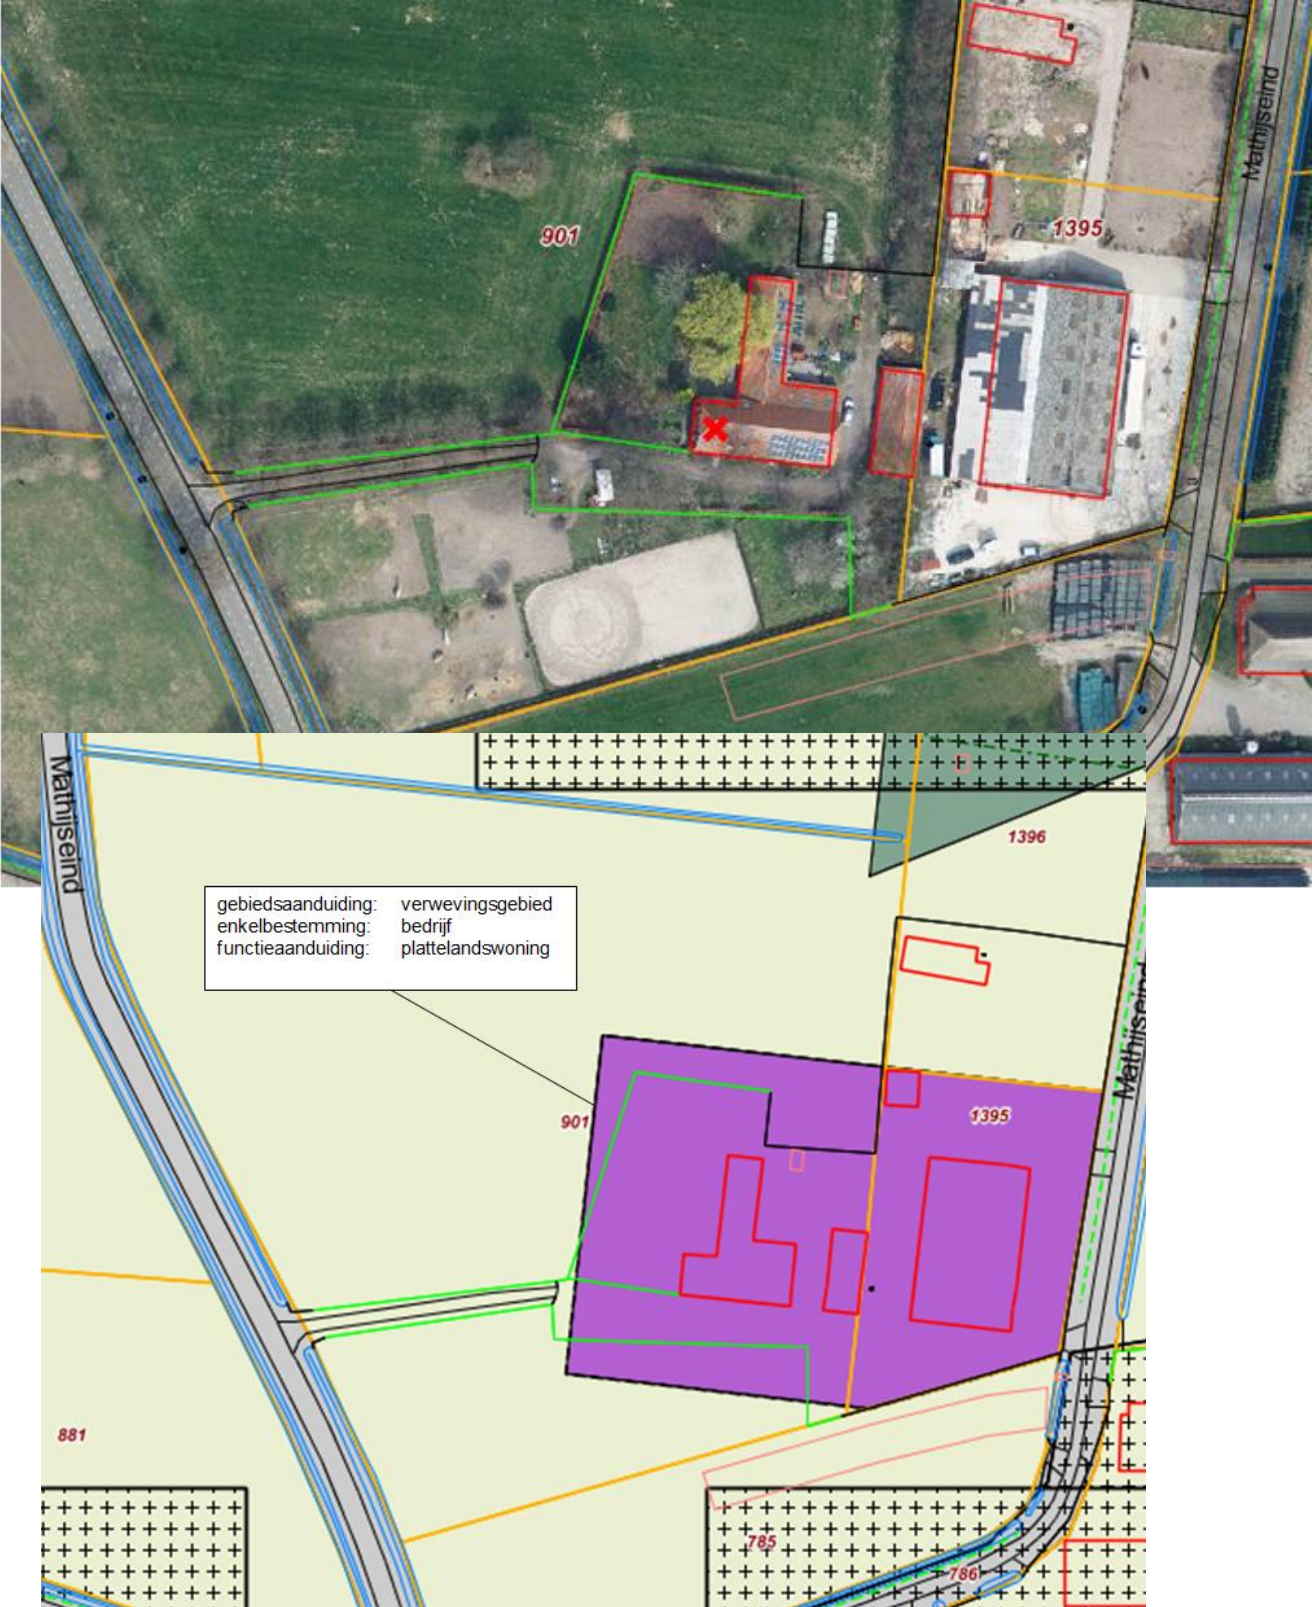 Mathijseind
901
1395
Mathijseind
1396
gebiedsaanduiding: verwevingsgebied
enkelbestemming: bedrijf
functieaanduiding: plattelandswoning
Mathijseind
901
1395
881
785
786